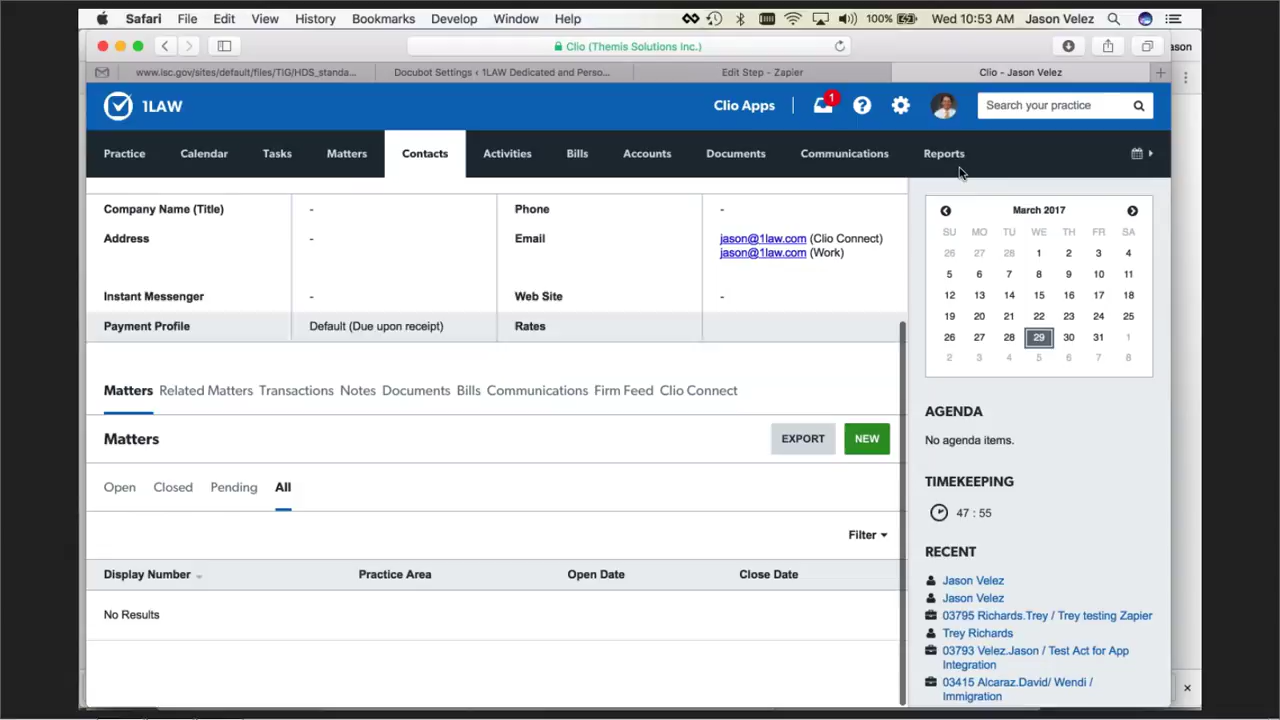 Safari File Edit View History Bookmarks Develop Window Help 100% Wed 10:53 AM Jason Velez
Clio (Themis Solutions Inc.)
ason
www.lsc.gov/sites/default/files/TIG/HDS_standa... Docubot Settings ‹ 1LAW Dedicated and Perso... Edit Step - Zapier Clio - Jason Velez
1LAW Clio Apps 1 Search your practice
Practice Calendar Tasks Matters Contacts Activities Bills Accounts Documents Communications Reports
Company Name (Title) - Phone -
Address - Email jason@1law.com (Clio Connect)
jason@1law.com (Work)
Instant Messenger - Web Site -
Payment Profile Default (Due upon receipt) Rates
Matters Related Matters Transactions Notes Documents Bills Communications Firm Feed Clio Connect
Matters EXPORT NEW
Open Closed Pending All
Filter
Display Number Practice Area Open Date Close Date
No Results
March 2017
SU MO TU WE TH FR SA
26 27 28 1 2 3 4
5 6 7 8 9 10 11
12 13 14 15 16 17 18
19 20 21 22 23 24 25
26 27 28 29 30 31 1
2 3 4 5 6 7 8
AGENDA
No agenda items.
TIMEKEEPING
47 : 55
RECENT
Jason Velez
Jason Velez
03795 Richards.Trey / Trey testing Zapier
Trey Richards
03793 Velez.Jason / Test Act for App
Integration
03415 Alcaraz.David/ Wendi /
Immigration